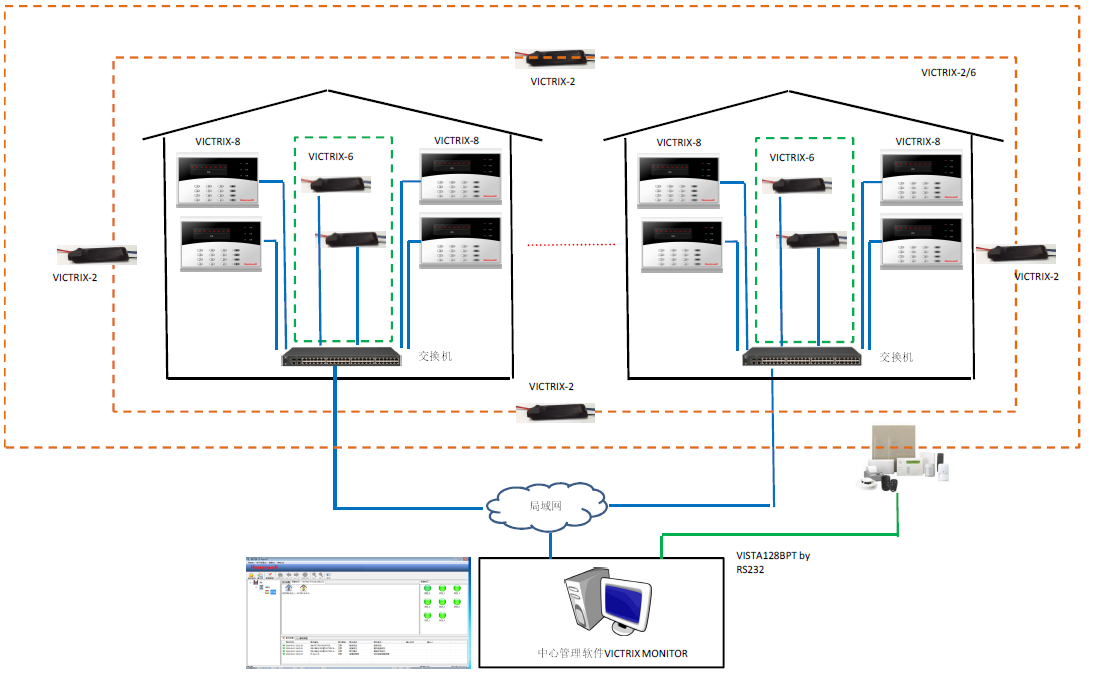 VICTRIX-2
VICTRIX-2/6
VICTRIX-8
VICTRIX-8
VICTRIX-6
VICTRIX-8
VICTRIX-8
VICTRIX-6
VICTRIX-2
VICTRIX-2
交换机
交换机
VICTRIX-2
局域网
VISTA128BPT by
RS232
中心管理软件VICTRIX MONITOR